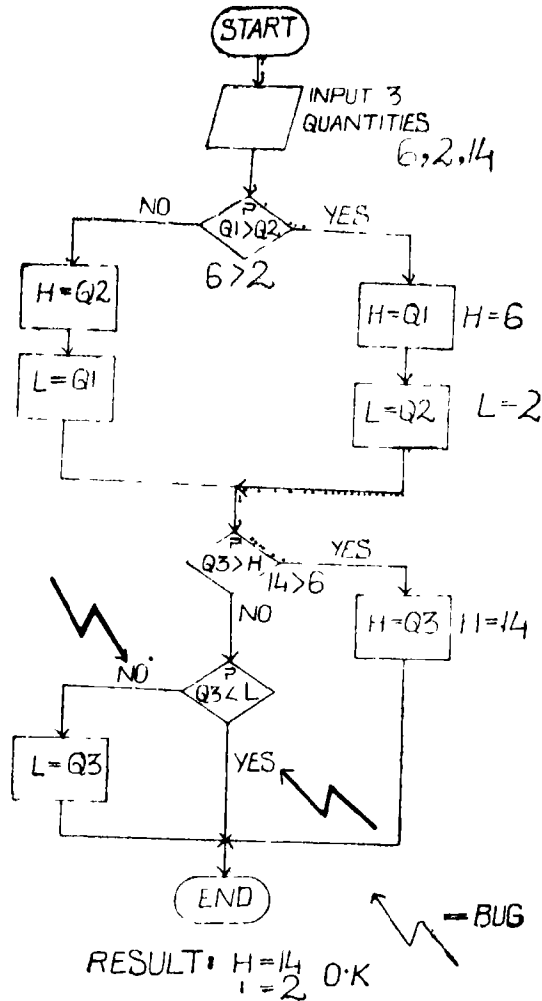 START
INPUT 3
QUANTITIES
6,2,14
NO
?
Q1>Q2
YES
6>2
H=Q2
H=Q1
H=6
L=Q1
L=Q2
L=2
?
Q3>H
14>6
YES
NO
H=Q3
H=14
NO
?
Q3<L
L=Q3
YES
END
= BUG
RESULT: H=14
L=2
O.K